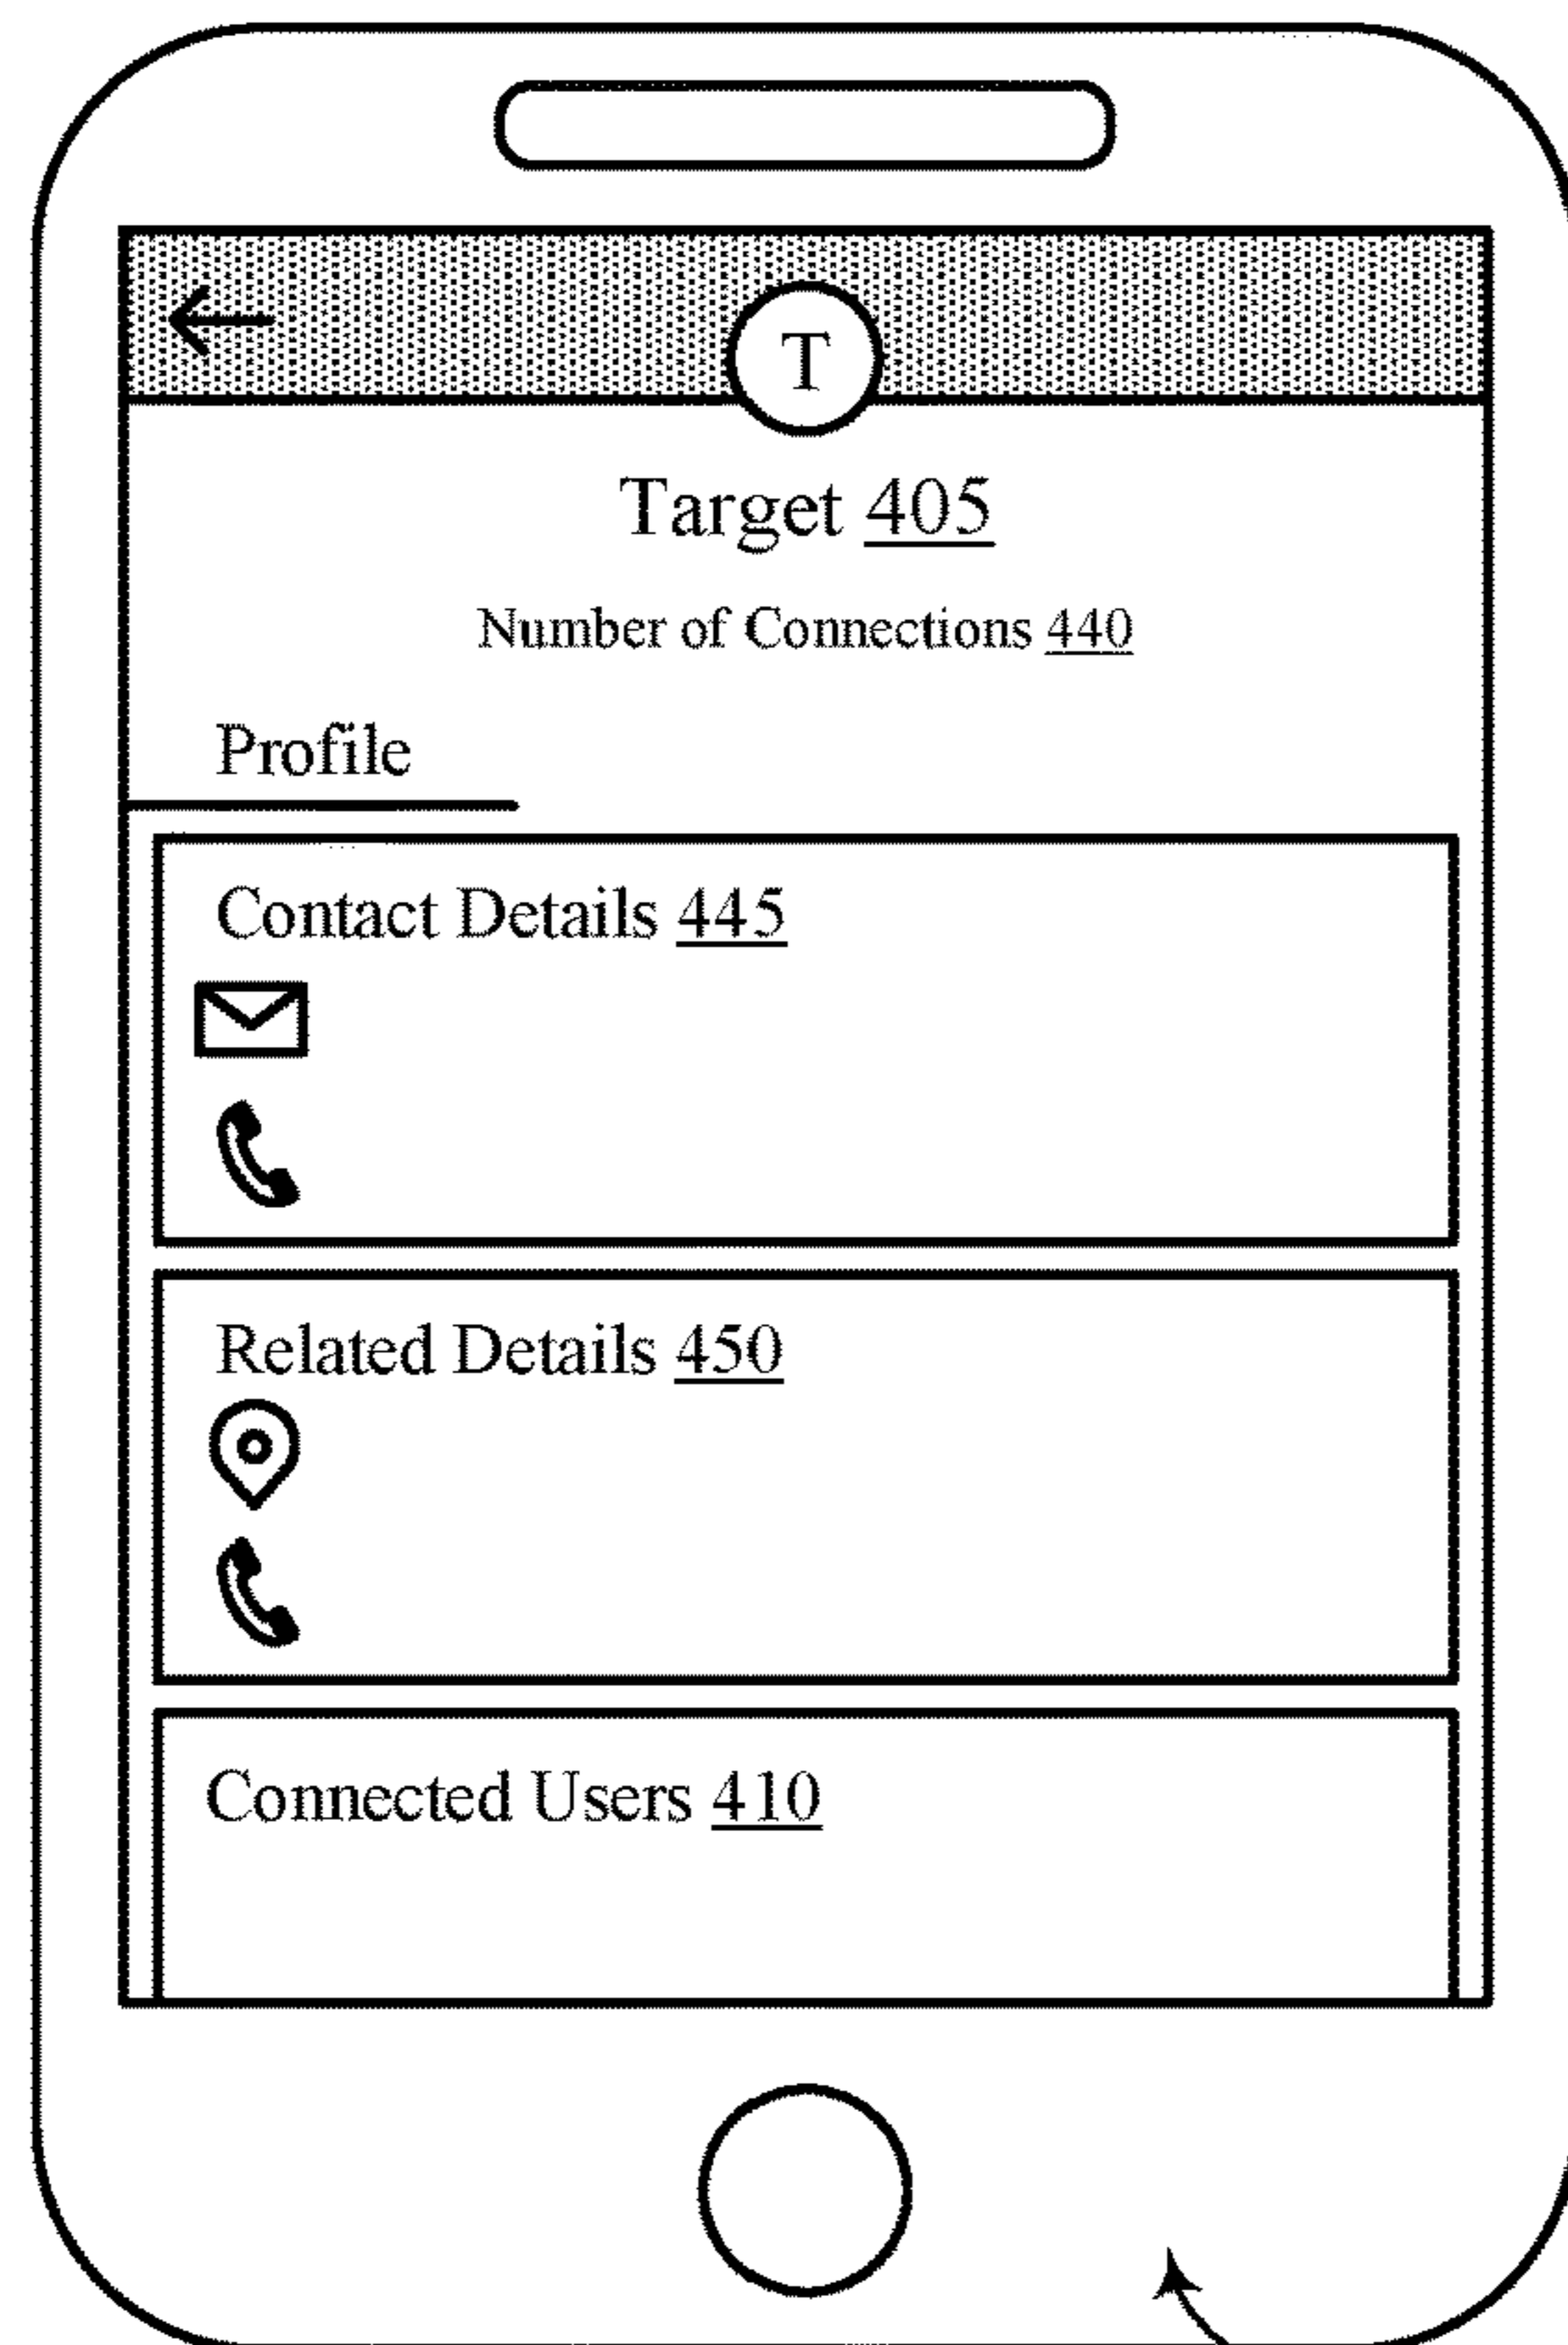 T
Target 405
Number of Connections 440
Profile
Contact Details 445
Related Details 450
Connected Users 410